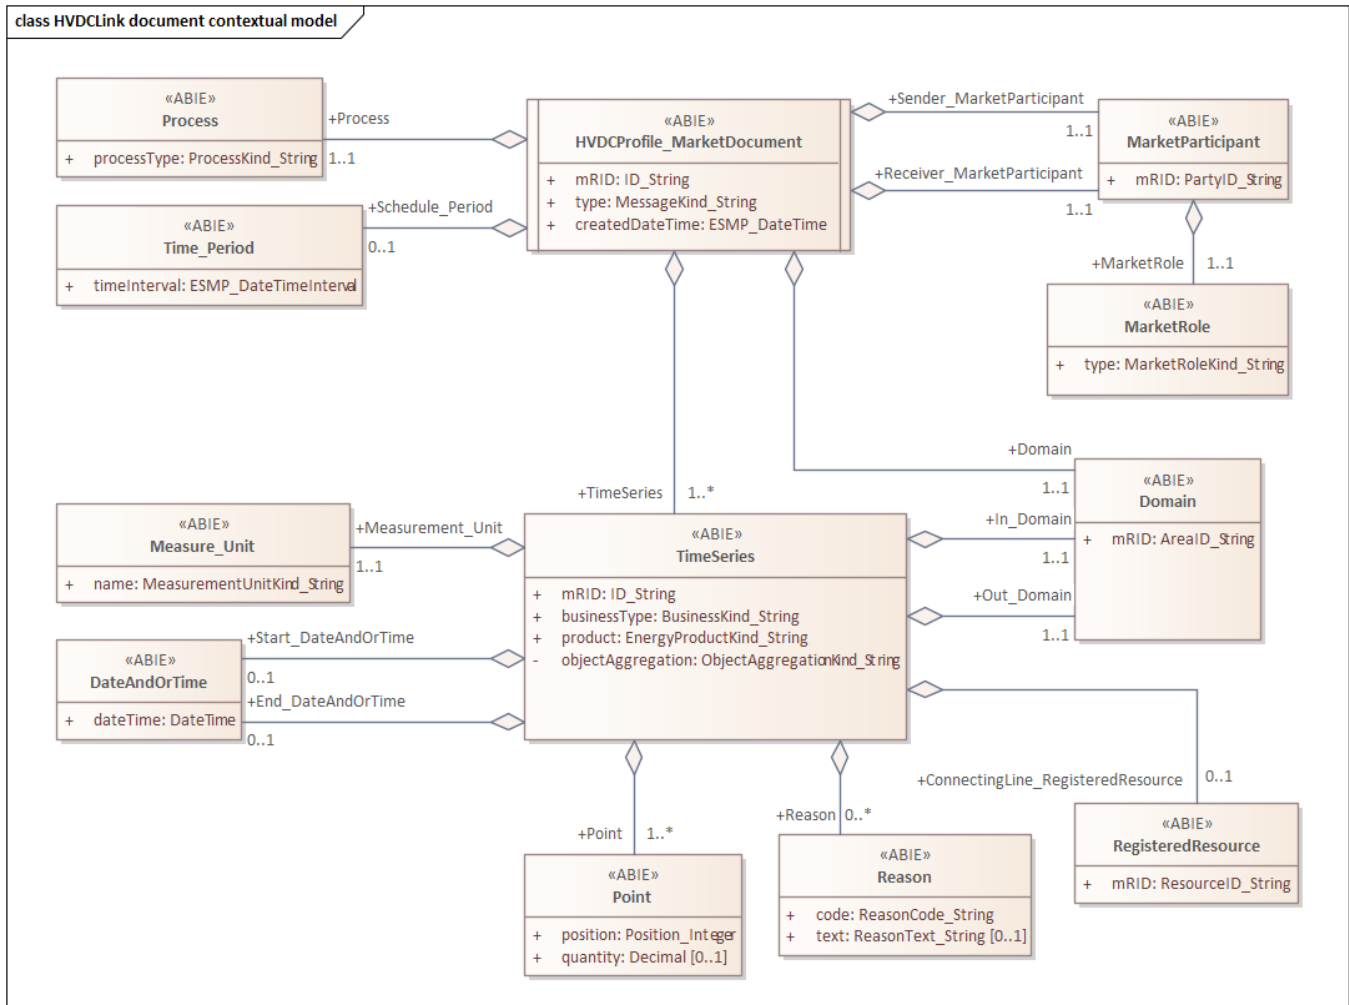 class HVDCLink document contextual model
«ABIE»
Process
+ processType: ProcessKind_String
+Process
1..1
«ABIE»
HVDCProfile_MarketDocument
+ mRID: ID_String
+ type: MessageKind_String
+ createdDateTime: ESMP_DateTime
+Sender_MarketParticipant
1..1
+Receiver_MarketParticipant
1..1
«ABIE»
MarketParticipant
+ mRID: PartyID_String
«ABIE»
Time_Period
+ timeInterval: ESMP_DateTimeInterval
+Schedule_Period
0..1
+MarketRole
1..1
«ABIE»
MarketRole
+ type: MarketRoleKind_String
+Domain
1..1
+In_Domain
1..1
+Out_Domain
1..1
«ABIE»
Domain
+ mRID: AreaID_String
+TimeSeries
1..*
«ABIE»
Measure_Unit
+ name: MeasurementUnitKind_String
+Measurement_Unit
1..1
«ABIE»
TimeSeries
+ mRID: ID_String
+ businessType: BusinessKind_String
+ product: EnergyProductKind_String
- objectAggregation: ObjectAggregationKind_String
«ABIE»
DateAndOrTime
+ dateTime: DateTime
+Start_DateAndOrTime
0..1
+End_DateAndOrTime
0..1
+ConnectingLine_RegisteredResource
0..1
«ABIE»
RegisteredResource
+ mRID: ResourceID_String
+Point
1..*
«ABIE»
Point
+ position: Position_Integer
+ quantity: Decimal [0..1]
+Reason
0..*
«ABIE»
Reason
+ code: ReasonCode_String
+ text: ReasonText_String [0..1]